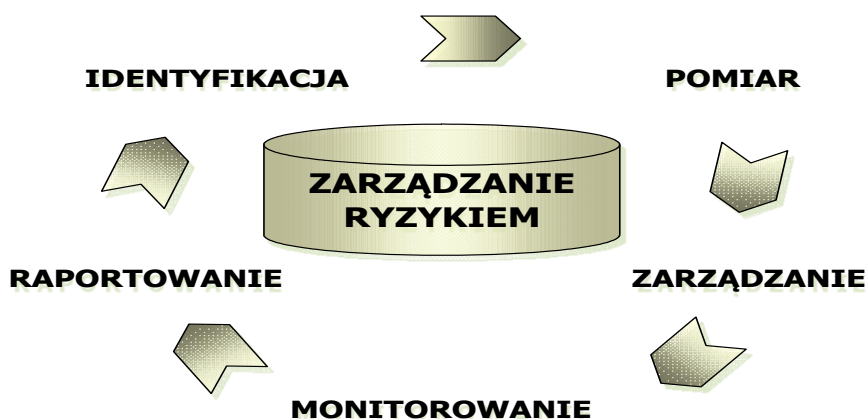 IDENTYFIKACJA
POMIAR
ZARZĄDZANIE
RYZYKIEM
RAPORTOWANIE
ZARZĄDZANIE
MONITOROWANIE